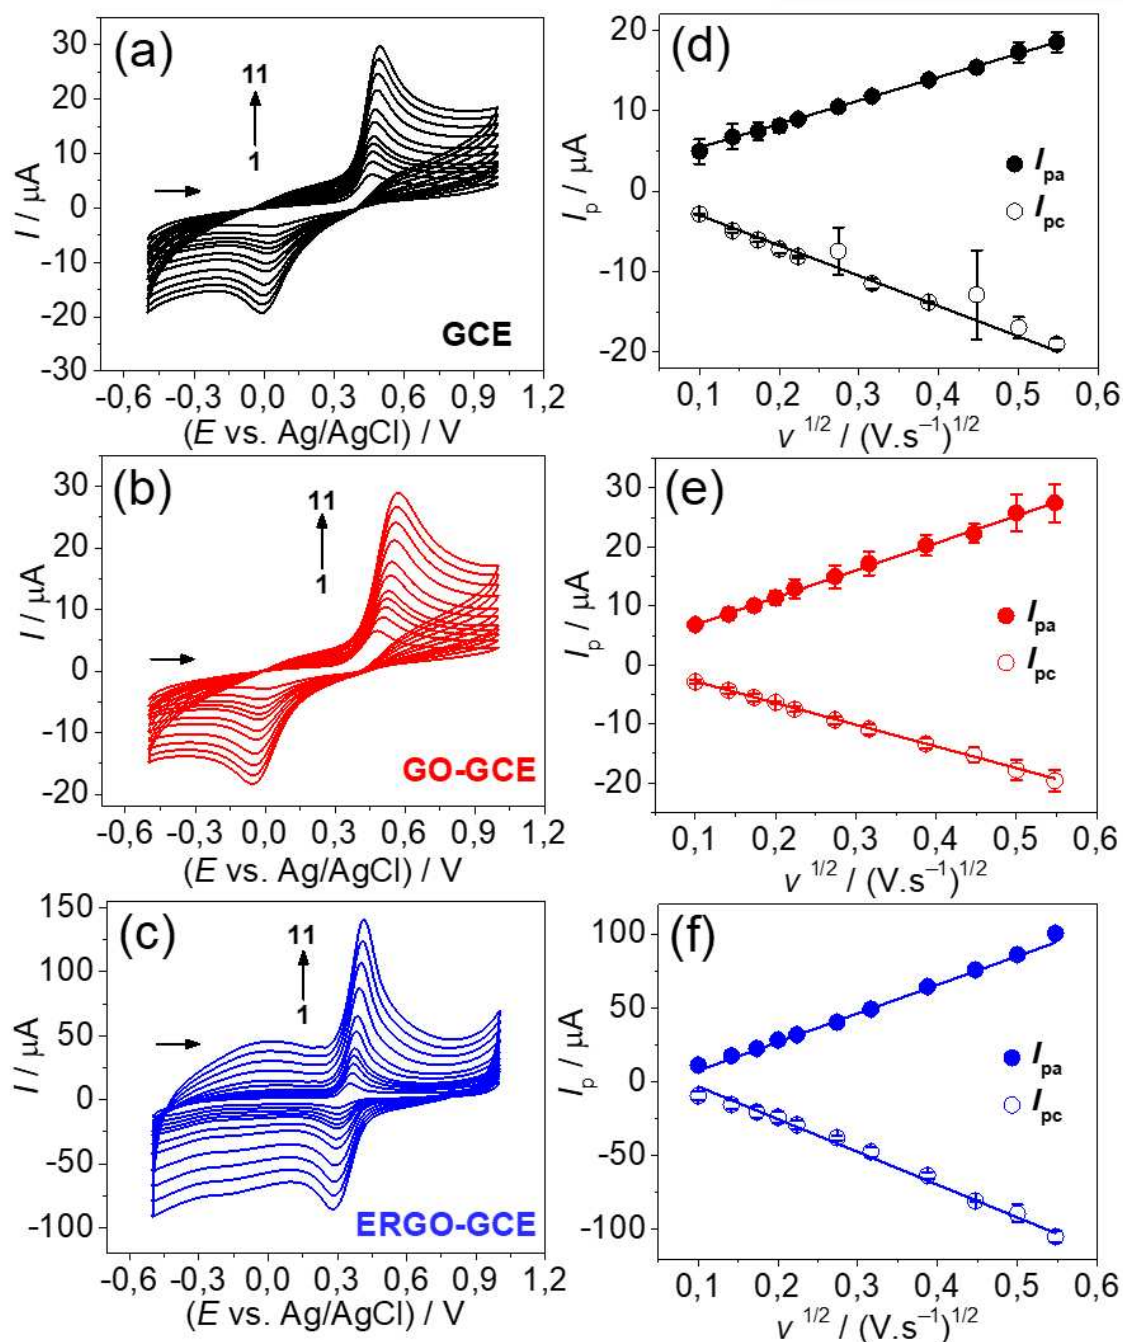 (a)
30
20
10
0
-10
-20
-30
I / µA
11
1
GCE
-0,6 -0,3 0,0 0,3 0,6 0,9 1,2
(E vs. Ag/AgCl) / V
(d)
20
10
0
-10
-20
Ip / µA
Ipa
Ipc
0,1 0,2 0,3 0,4 0,5 0,6
v 1/2 / (V.s−1)1/2
(b)
30
20
10
0
-10
-20
I / µA
11
1
GO-GCE
-0,6 -0,3 0,0 0,3 0,6 0,9 1,2
(E vs. Ag/AgCl) / V
(e)
30
20
10
0
-10
-20
Ip / µA
Ipa
Ipc
0,1 0,2 0,3 0,4 0,5 0,6
v 1/2 / (V.s−1)1/2
(c)
150
100
50
0
-50
-100
I / µA
11
1
ERGO-GCE
-0,6 -0,3 0,0 0,3 0,6 0,9 1,2
(E vs. Ag/AgCl) / V
(f)
100
50
0
-50
-100
Ip / µA
Ipa
Ipc
0,1 0,2 0,3 0,4 0,5 0,6
v 1/2 / (V.s−1)1/2